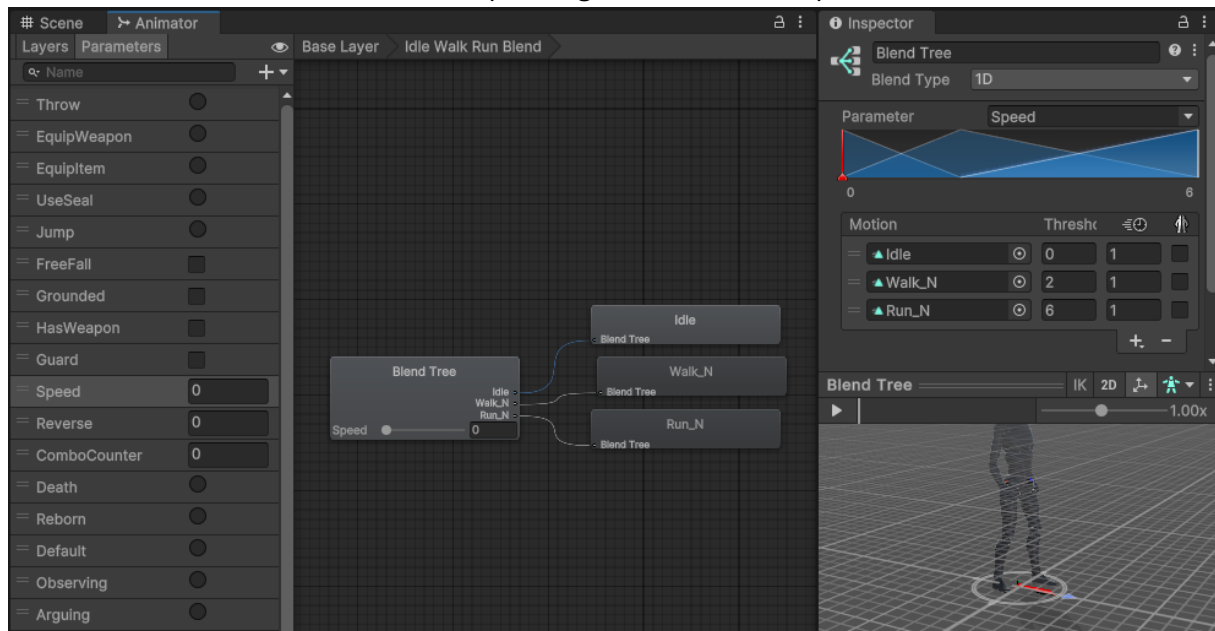 Scene
Animator
Layers Parameters
Base Layer Idle Walk Run Blend
Name
Throw
EquipWeapon
EquipItem
UseSeal
Jump
FreeFall
Grounded
HasWeapon
Guard
Speed 0
Reverse 0
ComboCounter 0
Death
Reborn
Default
Observing
Arguing
Blend Tree
Idle
Walk_N
Run_N
Speed 0
Idle
Blend Tree
Walk_N
Blend Tree
Run_N
Blend Tree
Inspector
Blend Tree
Blend Type 1D
Parameter Speed
0 6
Motion Thresho
Idle 0 1
Walk_N 2 1
Run_N 6 1
Blend Tree IK 2D
1.00x